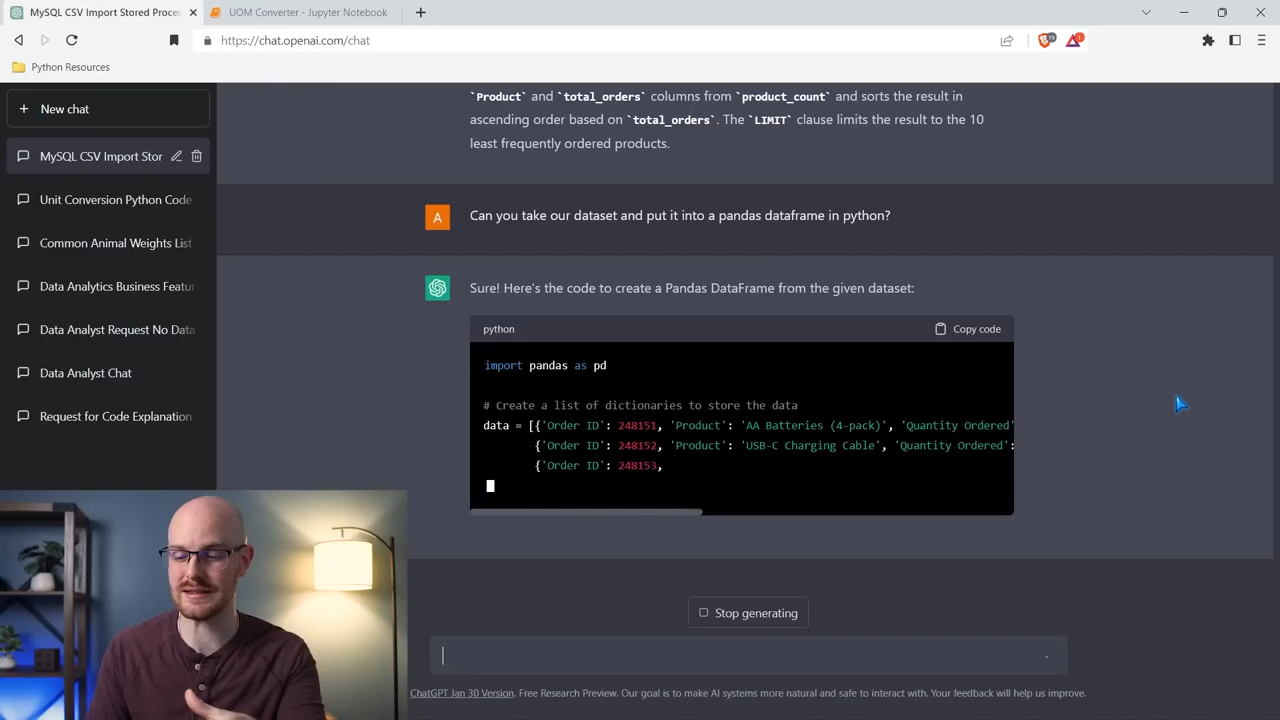 MySQL CSV Import Stored Proced
UOM Converter - Jupyter Notebook
https://chat.openai.com/chat
Python Resources
New chat
MySQL CSV Import Stor
Unit Conversion Python Code
Common Animal Weights List
Data Analytics Business Featur
Data Analyst Request No Data
Data Analyst Chat
Request for Code Explanation
`Product` and `total_orders` columns from `product_count` and sorts the result in
ascending order based on `total_orders`. The `LIMIT` clause limits the result to the 10
least frequently ordered products.
A
Can you take our dataset and put it into a pandas dataframe in python?
Sure! Here's the code to create a Pandas DataFrame from the given dataset:
python
Copy code
import pandas as pd
# Create a list of dictionaries to store the data
data = [{'Order ID': 248151, 'Product': 'AA Batteries (4-pack)', 'Quantity Ordered'
{'Order ID': 248152, 'Product': 'USB-C Charging Cable', 'Quantity Ordered':
{'Order ID': 248153,
Stop generating
ChatGPT Jan 30 Version. Free Research Preview. Our goal is to make AI systems more natural and safe to interact with. Your feedback will help us improve.